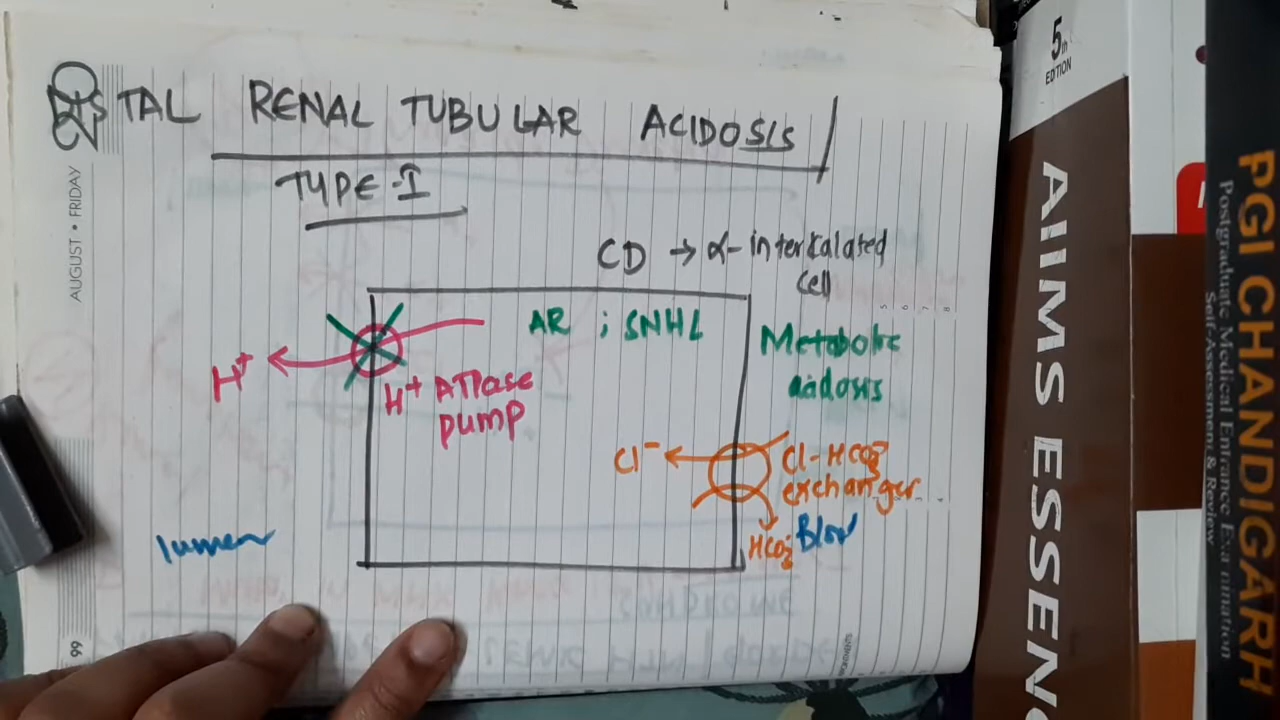 DISTAL RENAL TUBULAR ACIDOSIS
TYPE-I
CD → α-intercalated
cell
AR ; SNHL
Metabolic
acidosis
H+
H+ ATPase
pump
Cl-
Cl-HCO3-
exchanger
HCO3-
Blood
lumen
AUGUST • FRIDAY
99
5th
EDITION
AIIMS ESSEN
PGI CHANDIGARH
Postgraduate Medical Entrance Examination
Self-Assessment & Review